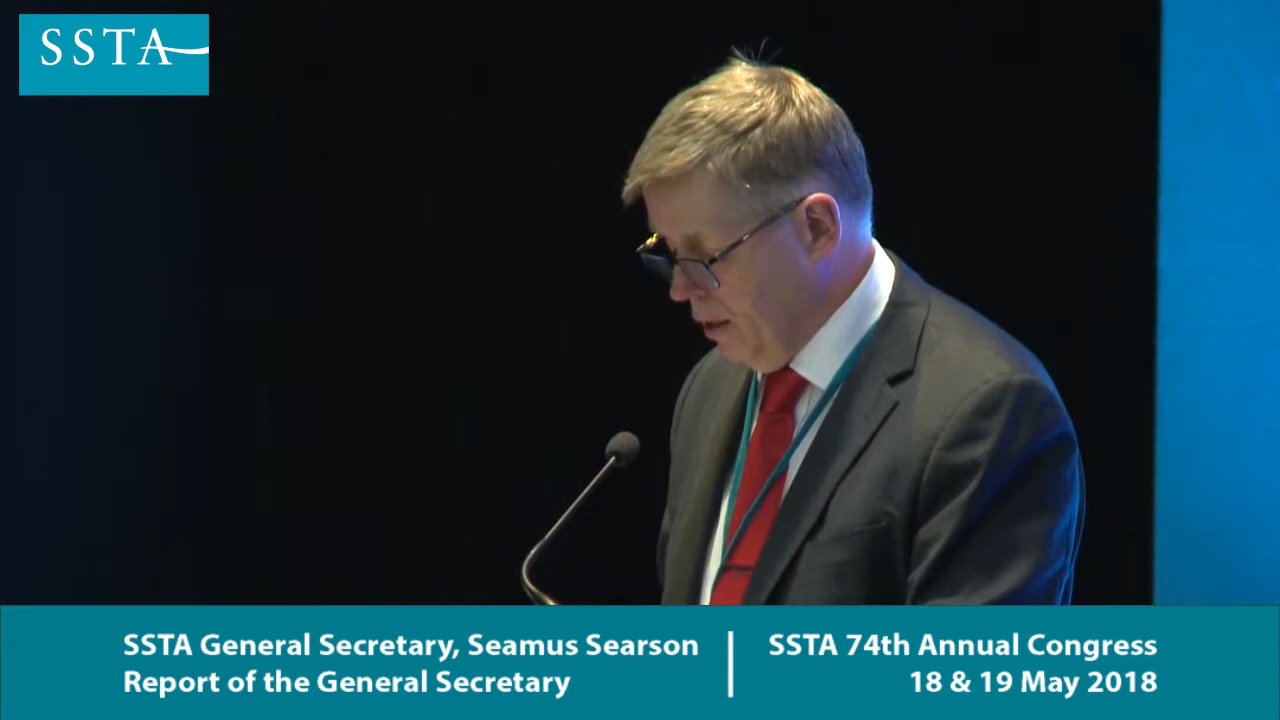 SSTA
SSTA General Secretary, Seamus Searson
Report of the General Secretary
SSTA 74th Annual Congress
18 & 19 May 2018